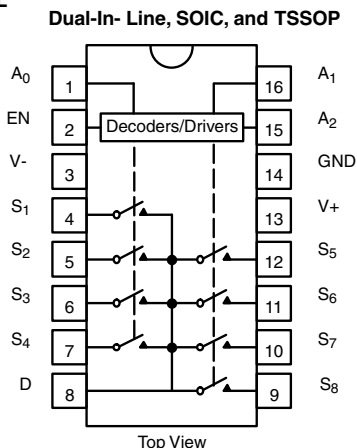 Dual-In- Line, SOIC, and TSSOP
A0 1 16 A1
EN 2 Decoders/Drivers 15 A2
V- 3 14 GND
S1 4 13 V+
S2 5 12 S5
S3 6 11 S6
S4 7 10 S7
D 8 9 S8
Top View